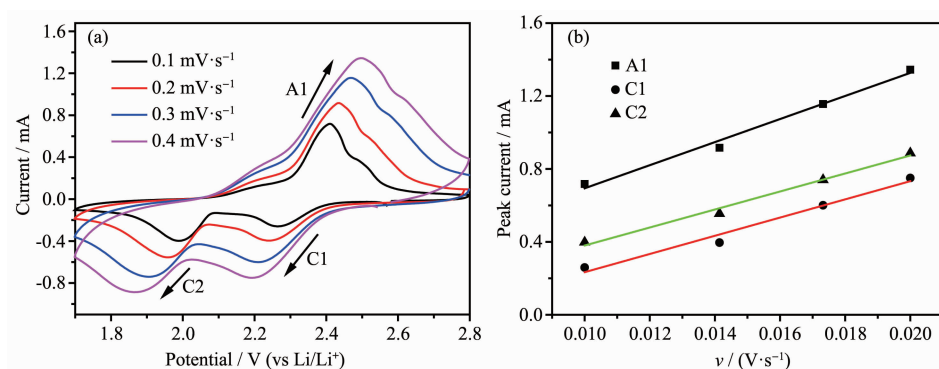 (a)
0.1 mV·s⁻¹
0.2 mV·s⁻¹
0.3 mV·s⁻¹
0.4 mV·s⁻¹
A1
C1
C2
1.6
1.2
0.8
0.4
0.0
-0.4
-0.8
Current / mA
1.8 2.0 2.2 2.4 2.6 2.8
Potential / V (vs Li/Li⁺)
(b)
A1
C1
C2
1.6
1.2
0.8
0.4
0.0
Peak current / mA
0.010 0.012 0.014 0.016 0.018 0.020
v / (V·s⁻¹)